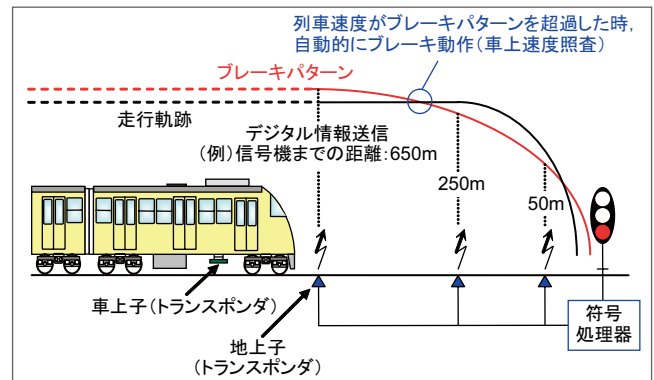 列車速度がブレーキパターンを超過した時，
自動的にブレーキ動作（車上速度照査）
ブレーキパターン
走行軌跡
デジタル情報送信
（例）信号機までの距離：650m
250m
50m
車上子（トランスポンダ）
地上子
（トランスポンダ）
符号
処理器